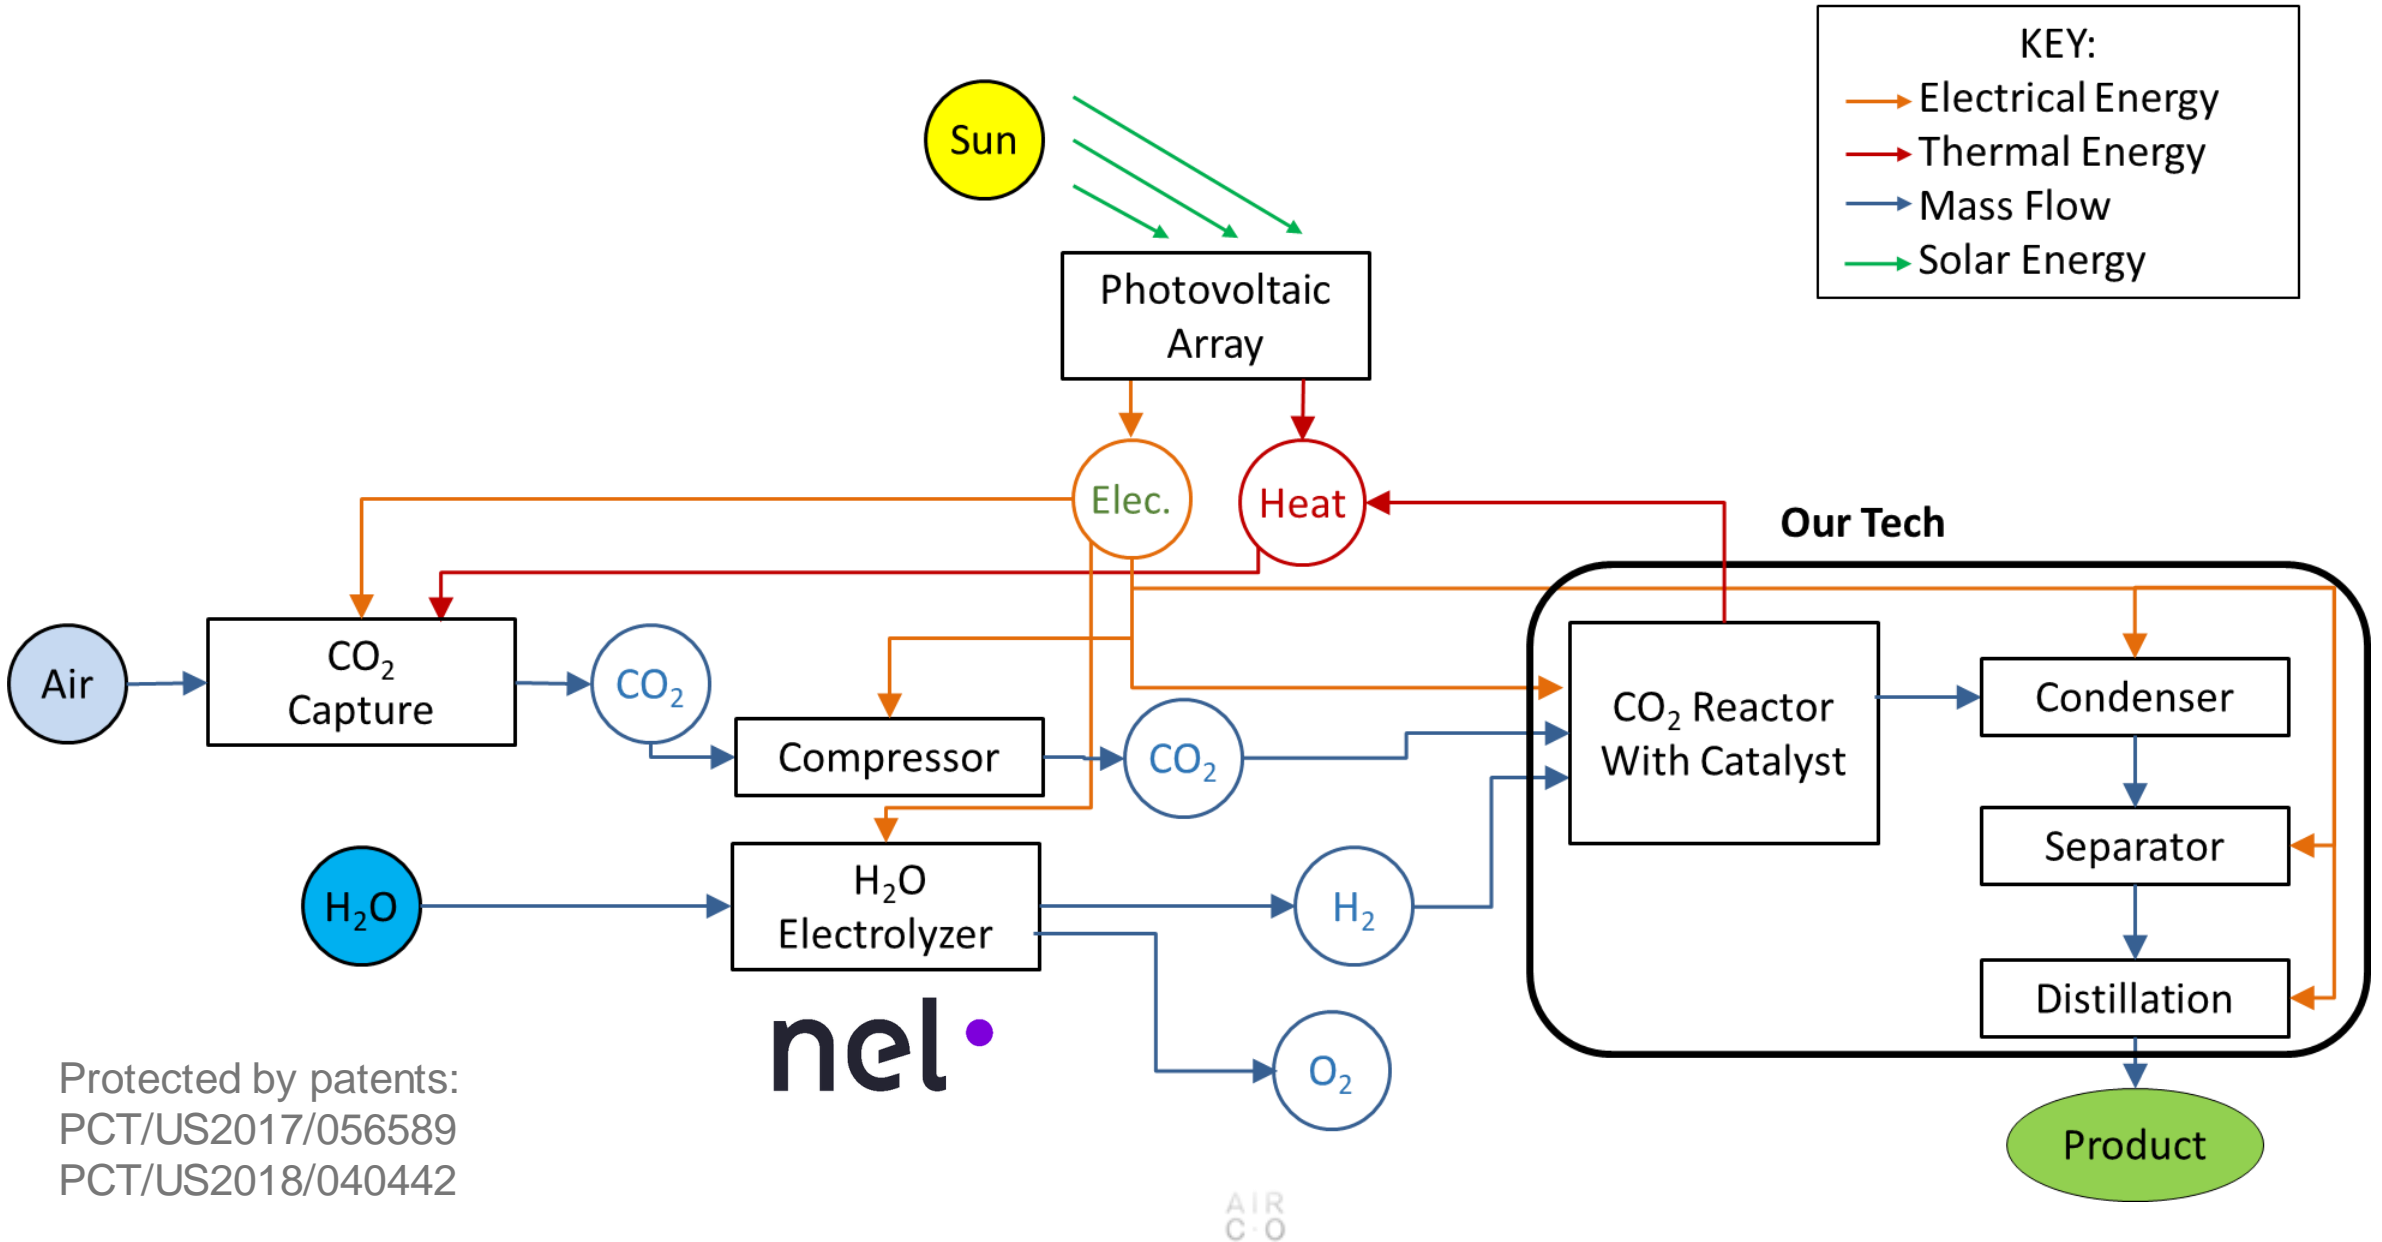 KEY:
Electrical Energy
Thermal Energy
Mass Flow
Solar Energy
Sun
Photovoltaic
Array
Elec.
Heat
Our Tech
Air
CO₂
Capture
CO₂
Compressor
CO₂
CO₂ Reactor
With Catalyst
Condenser
Separator
Distillation
Product
H₂O
H₂O
Electrolyzer
H₂
O₂
nel
Protected by patents:
PCT/US2017/056589
PCT/US2018/040442
AIR
C·O